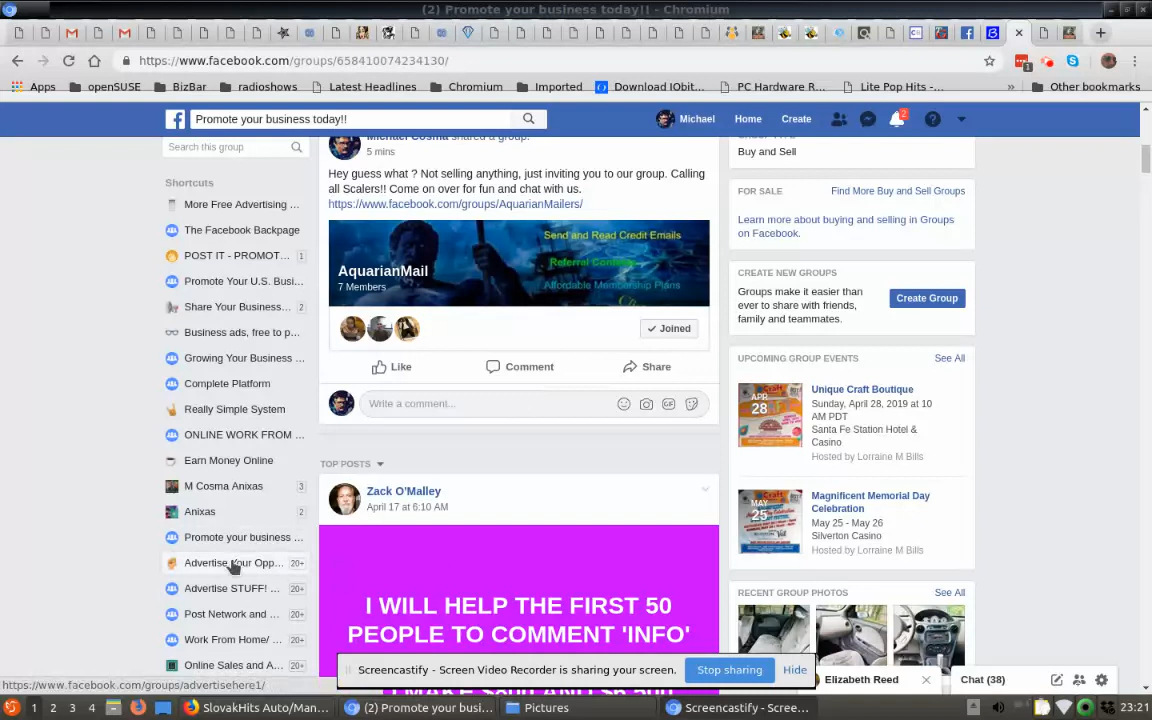 (2) Promote your business today!! - Chromium
https://www.facebook.com/groups/658410074234130/
1
Apps openSUSE BizBar radioshows Latest Headlines Chromium Imported Download IObit... PC Hardware R... Lite Pop Hits -... » Other bookmarks
Promote your business today!!
Michael Home Create 2
Search this group
Shortcuts
More Free Advertising ...
The Facebook Backpage
POST IT - PROMOT... 1
Promote Your U.S. Busi...
Share Your Business... 2
Business ads, free to p...
Growing Your Business ...
Complete Platform
Really Simple System
ONLINE WORK FROM ...
Earn Money Online
M Cosma Anixas 3
Anixas 2
Promote your business ...
Advertise Your Opp... 20+
Advertise STUFF! ... 20+
Post Network and ... 20+
Work From Home/ ... 20+
Online Sales and A... 20+
Michael Cosma shared a group.
5 mins
Hey guess what ? Not selling anything, just inviting you to our group. Calling
all Scalers!! Come on over for fun and chat with us.
https://www.facebook.com/groups/AquarianMailers/
Send and Read Credit Emails
Referral Contests
Affordable Membership Plans
AquarianMail
7 Members
Joined
Like Comment Share
Write a comment...
GIF
TOP POSTS
Zack O'Malley
April 17 at 6:10 AM
I WILL HELP THE FIRST 50
PEOPLE TO COMMENT 'INFO'
Buy and Sell
FOR SALE Find More Buy and Sell Groups
Learn more about buying and selling in Groups
on Facebook.
CREATE NEW GROUPS
Groups make it easier than
ever to share with friends,
family and teammates.
Create Group
UPCOMING GROUP EVENTS See All
APR
28
Unique Craft Boutique
Sunday, April 28, 2019 at 10
AM PDT
Santa Fe Station Hotel &
Casino
Hosted by Lorraine M Bills
MAY
25
Magnificent Memorial Day
Celebration
May 25 - May 26
Silverton Casino
Hosted by Lorraine M Bills
RECENT GROUP PHOTOS See All
Screencastify - Screen Video Recorder is sharing your screen. Stop sharing Hide
Elizabeth Reed
Chat (38)
https://www.facebook.com/groups/advertisehere1/
1 2 3 4 SlovakHits Auto/Man... (2) Promote your busi... Pictures Screencastify - Scree... 23:21